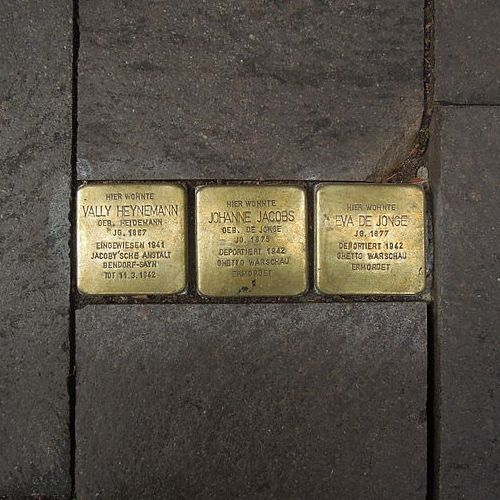 HIER WOHNTE
VALLY HEYNEMANN
GEB. HEIDEMANN
JG. 1867
EINGEWIESEN 1941
JACOBY'SCHE ANSTALT
BENDORF-SAYN
TOT 11.3.1942
HIER WOHNTE
JOHANNE JACOBS
GEB. DE JONGE
JG. 1875
DEPORTIERT 1942
GHETTO WARSCHAU
ERMORDET
HIER WOHNTE
EVA DE JONGE
JG. 1877
DEPORTIERT 1942
GHETTO WARSCHAU
ERMORDET